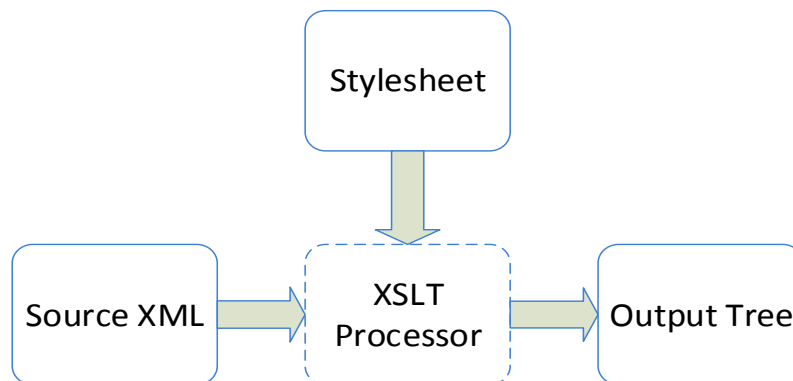 Stylesheet
Source XML
XSLT
Processor
Output Tree